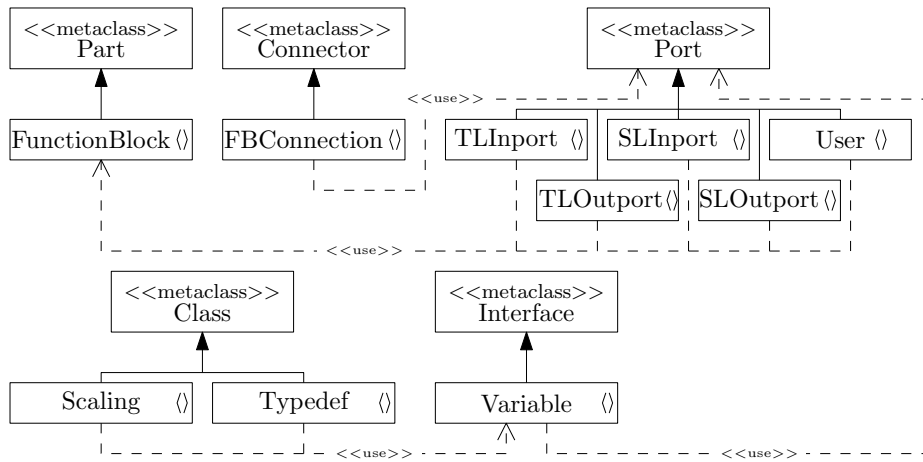 <<metaclass>>
Part
<<metaclass>>
Connector
<<metaclass>>
Port
<<use>>
FunctionBlock ⟨⟩
FBConnection ⟨⟩
TLInport ⟨⟩
SLInport ⟨⟩
User ⟨⟩
TLOutport ⟨⟩
SLOutport ⟨⟩
<<use>>
<<metaclass>>
Class
<<metaclass>>
Interface
Scaling ⟨⟩
Typedef ⟨⟩
Variable ⟨⟩
<<use>>
<<use>>